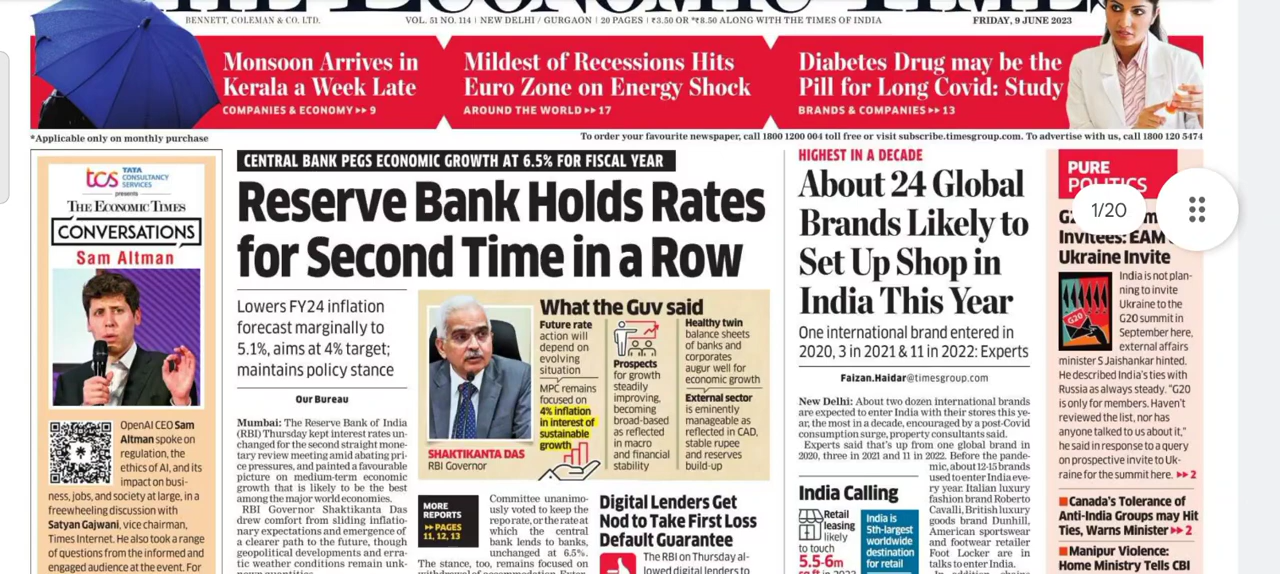 THE ECONOMIC TIMES
BENNETT, COLEMAN & CO. LTD.
VOL. 51 NO. 114 | NEW DELHI / GURGAON | 20 PAGES | ₹3.50 OR *₹8.50 ALONG WITH THE TIMES OF INDIA
FRIDAY, 9 JUNE 2023
Monsoon Arrives in
Kerala a Week Late
COMPANIES & ECONOMY ▸▸ 9
Mildest of Recessions Hits
Euro Zone on Energy Shock
AROUND THE WORLD ▸▸ 17
Diabetes Drug may be the
Pill for Long Covid: Study
BRANDS & COMPANIES ▸▸ 13
*Applicable only on monthly purchase
To order your favourite newspaper, call 1800 1200 004 toll free or visit subscribe.timesgroup.com. To advertise with us, call 1800 120 5474
tcs TATA
CONSULTANCY
SERVICES
presents
THE ECONOMIC TIMES
CONVERSATIONS
Sam Altman
OpenAI CEO Sam
Altman spoke on
regulation, the
ethics of AI, and its
impact on busi-
ness, jobs, and society at large, in a
freewheeling discussion with
Satyan Gajwani, vice chairman,
Times Internet. He also took a range
of questions from the informed and
engaged audience at the event. For
CENTRAL BANK PEGS ECONOMIC GROWTH AT 6.5% FOR FISCAL YEAR
Reserve Bank Holds Rates
for Second Time in a Row
Lowers FY24 inflation
forecast marginally to
5.1%, aims at 4% target;
maintains policy stance
Our Bureau
Mumbai: The Reserve Bank of India
(RBI) Thursday kept interest rates un-
changed for the second straight mone-
tary review meeting amid abating pri-
ce pressures, and painted a favourable
picture on medium-term economic
growth that is likely to be the best
among the major world economies.
RBI Governor Shaktikanta Das
drew comfort from sliding inflatio-
nary expectations and emergence of
a clearer path to the future, though
geopolitical developments and erra-
tic weather conditions remain unk-
What the Guv said
Future rate
action will
depend on
evolving
situation
MPC remains
focused on
4% inflation
in interest of
sustainable
growth
Prospects
for growth
steadily
improving,
becoming
broad-based
as reflected
in macro
and financial
stability
Healthy twin
balance sheets
of banks and
corporates
augur well for
economic growth
External sector
is eminently
manageable as
reflected in CAD,
stable rupee
and reserves
build-up
SHAKTIKANTA DAS
RBI Governor
MORE
REPORTS
▸▸ PAGES
11, 12, 13
Committee unanimo-
usly voted to keep the
repo rate, or the rate at
which the central
bank lends to banks,
unchanged at 6.5%.
The stance, too, remains focused on
Digital Lenders Get
Nod to Take First Loss
Default Guarantee
The RBI on Thursday al-
lowed digital lenders to
HIGHEST IN A DECADE
About 24 Global
Brands Likely to
Set Up Shop in
India This Year
One international brand entered in
2020, 3 in 2021 & 11 in 2022: Experts
Faizan.Haidar@timesgroup.com
New Delhi: About two dozen international brands
are expected to enter India with their stores this ye-
ar, the most in a decade, encouraged by a post-Covid
consumption surge, property consultants said.
Experts said that's up from one global brand in
2020, three in 2021 and 11 in 2022. Before the pande-
mic, about 12-15 brands
used to enter India eve-
ry year. Italian luxury
fashion brand Roberto
Cavalli, British luxury
goods brand Dunhill,
American sportswear
and footwear retailer
Foot Locker are in
talks to enter India.
In addition, chains
India Calling
Retail
leasing
likely
to touch
5.5-6m
India is
5th-largest
worldwide
destination
for retail
PURE
POLITICS
1/20
Invitees: EAM
Ukraine Invite
G20
India is not plan-
ning to invite
Ukraine to the
G20 summit in
September here,
external affairs
minister S Jaishankar hinted.
He described India's ties with
Russia as always steady. "G20
is only for members. Haven't
reviewed the list, nor has
anyone talked to us about it,"
he said in response to a query
on prospective invite to Uk-
raine for the summit here. ▸▸ 2
Canada's Tolerance of
Anti-India Groups may Hit
Ties, Warns Minister ▸▸ 2
Manipur Violence:
Home Ministry Tells CBI